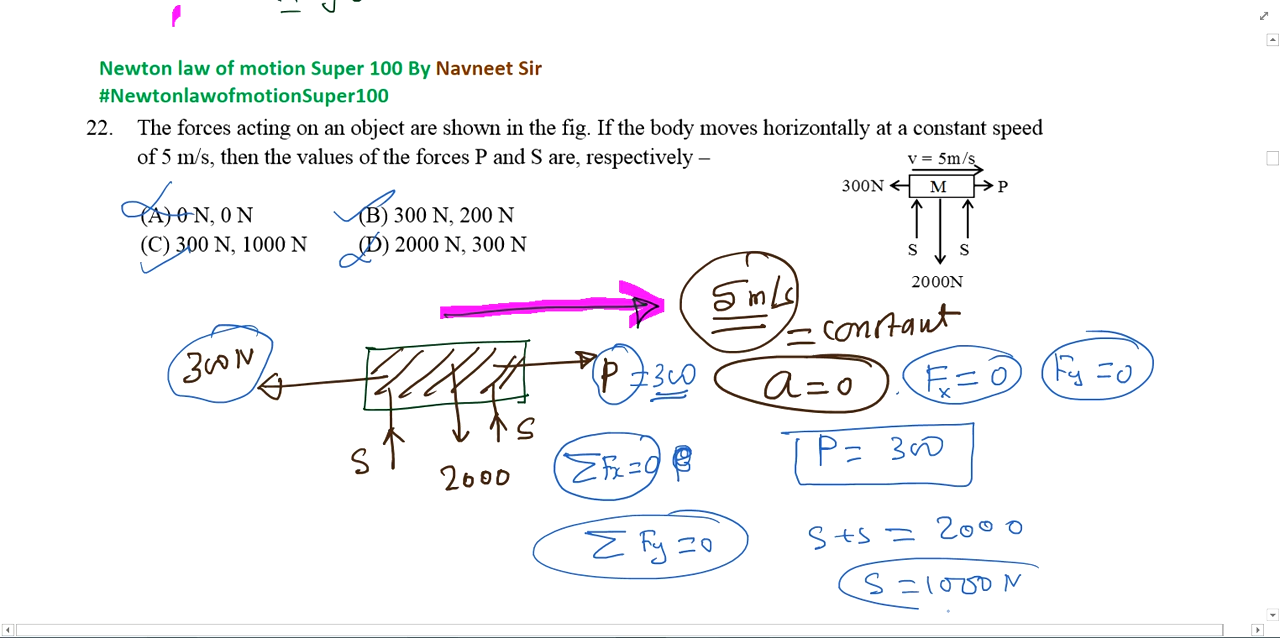 Newton law of motion Super 100 By Navneet Sir
#NewtonlawofmotionSuper100
22. The forces acting on an object are shown in the fig. If the body moves horizontally at a constant speed
of 5 m/s, then the values of the forces P and S are, respectively –
v = 5m/s
300N M P
S S
2000N
(A) 0 N, 0 N (B) 300 N, 200 N
(C) 300 N, 1000 N (D) 2000 N, 300 N
5 m/s
= constant
300N P = 300 a = 0 Fx = 0 Fy = 0
S 2000 S
ΣFx = 0 P = 300
ΣFy = 0 S + S = 2000
S = 1000 N